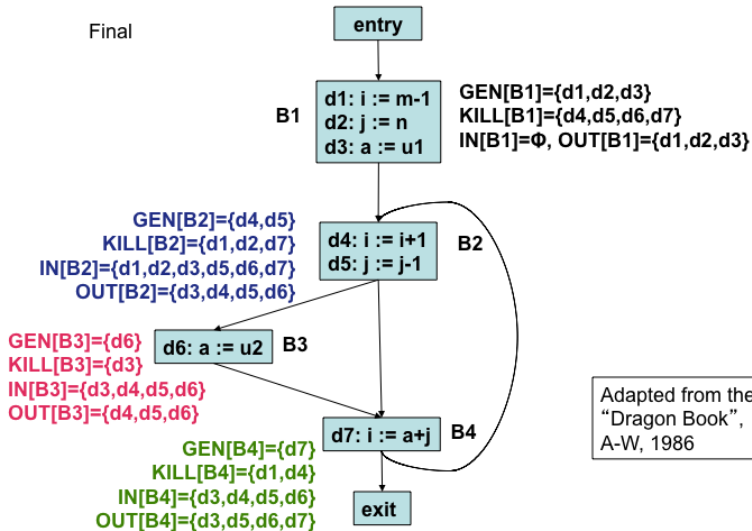 Final
entry
B1
d1: i := m-1
d2: j := n
d3: a := u1
GEN[B1]={d1,d2,d3}
KILL[B1]={d4,d5,d6,d7}
IN[B1]=Φ, OUT[B1]={d1,d2,d3}
GEN[B2]={d4,d5}
KILL[B2]={d1,d2,d7}
IN[B2]={d1,d2,d3,d5,d6,d7}
OUT[B2]={d3,d4,d5,d6}
d4: i := i+1
d5: j := j-1
B2
GEN[B3]={d6}
KILL[B3]={d3}
IN[B3]={d3,d4,d5,d6}
OUT[B3]={d4,d5,d6}
d6: a := u2
B3
d7: i := a+j
B4
GEN[B4]={d7}
KILL[B4]={d1,d4}
IN[B4]={d3,d4,d5,d6}
OUT[B4]={d3,d5,d6,d7}
exit
Adapted from the
“Dragon Book”,
A-W, 1986